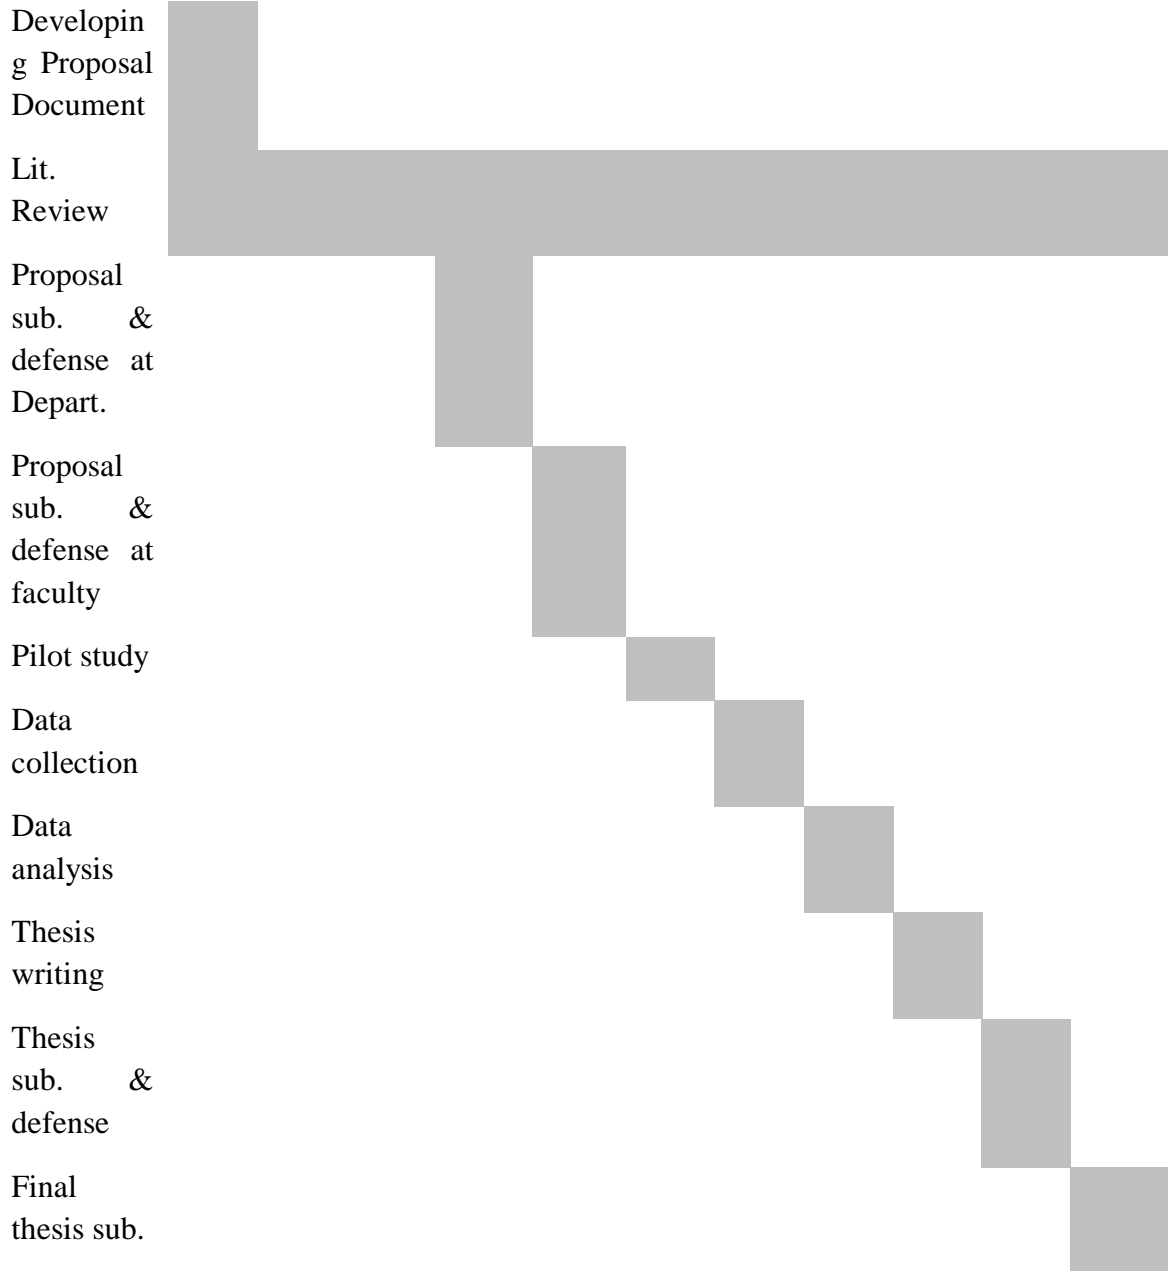 Developin
g Proposal
Document
Lit.
Review
Proposal
sub. &
defense at
Depart.
Proposal
sub. &
defense at
faculty
Pilot study
Data
collection
Data
analysis
Thesis
writing
Thesis
sub. &
defense
Final
thesis sub.